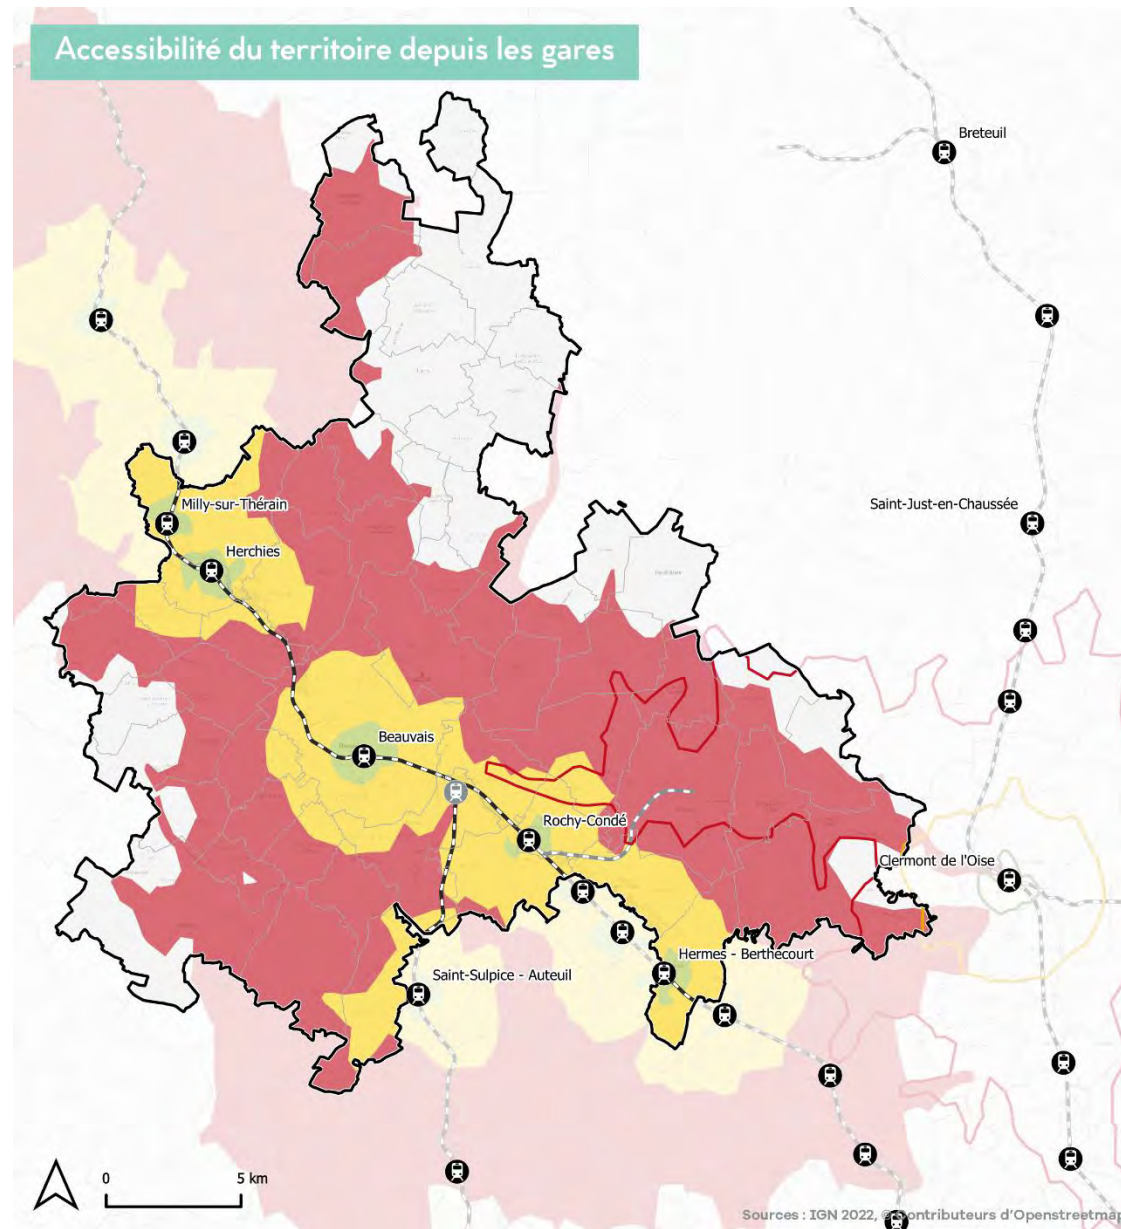 Accessibilité du territoire depuis les gares
Breteuil
Milly-sur-Thérain
Saint-Just-en-Chaussée
Herchies
Beauvais
Rochy-Condé
Clermont de l'Oise
Hermes - Berthecourt
Saint-Sulpice - Auteuil
0 5 km
Sources : IGN 2022, © Contributeurs d'Openstreetmap